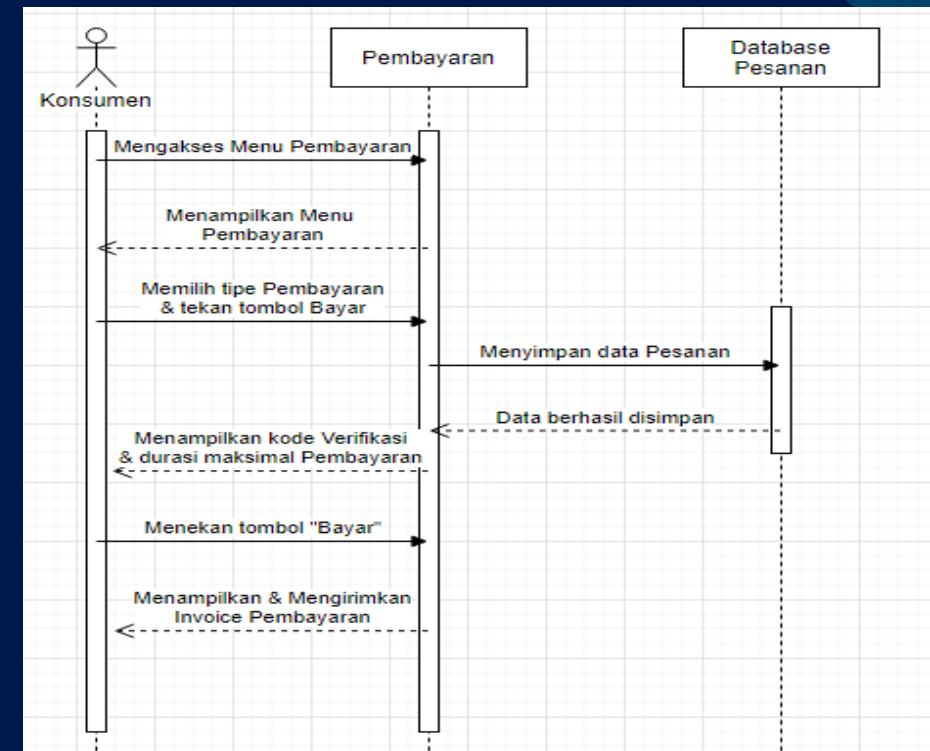 Konsumen
Pembayaran
Database
Pesanan
Mengakses Menu Pembayaran
Menampilkan Menu
Pembayaran
Memilih tipe Pembayaran
& tekan tombol Bayar
Menyimpan data Pesanan
Data berhasil disimpan
Menampilkan kode Verifikasi
& durasi maksimal Pembayaran
Menekan tombol "Bayar"
Menampilkan & Mengirimkan
Invoice Pembayaran